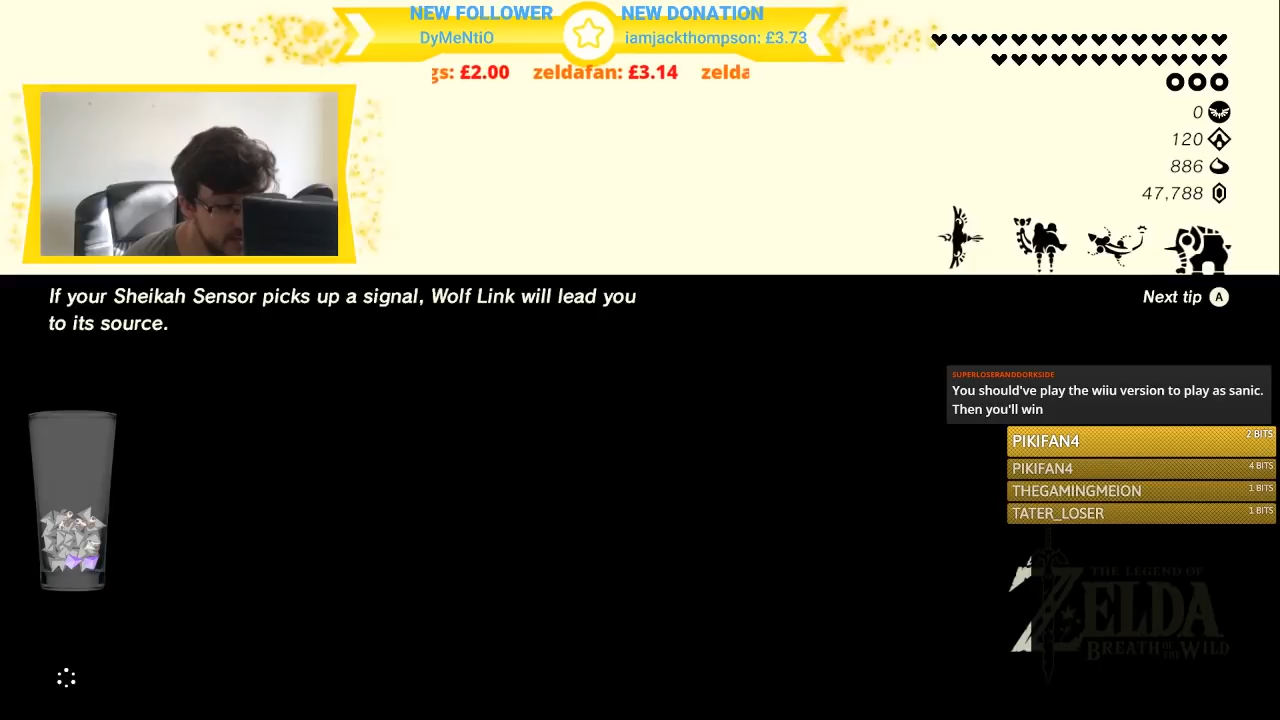 NEW FOLLOWER
DyMeNtiO
NEW DONATION
iamjackthompson: £3.73
gs: £2.00 zeldafan: £3.14 zelda
0
120
886
47,788
If your Sheikah Sensor picks up a signal, Wolf Link will lead you
to its source.
Next tip A
SUPERLOSERANDDORKSIDE
You should've play the wiiu version to play as sanic.
Then you'll win
PIKIFAN4 2 BITS
PIKIFAN4 4 BITS
THEGAMINGMEION 1 BITS
TATER_LOSER 1 BITS
THE LEGEND OF
ZELDA
BREATH OF THE WILD